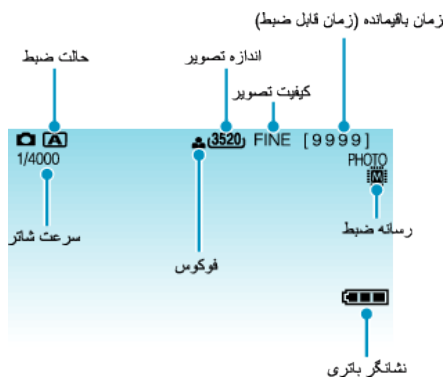 زمان باقیمانده (زمان قابل ضبط)
حالت ضبط
اندازه تصویر
کیفیت تصویر
A 3520 FINE [9999]
1/4000
PHOTO
M
رسانه ضبط
سرعت شاتر
فوکوس
نشانگر باتری